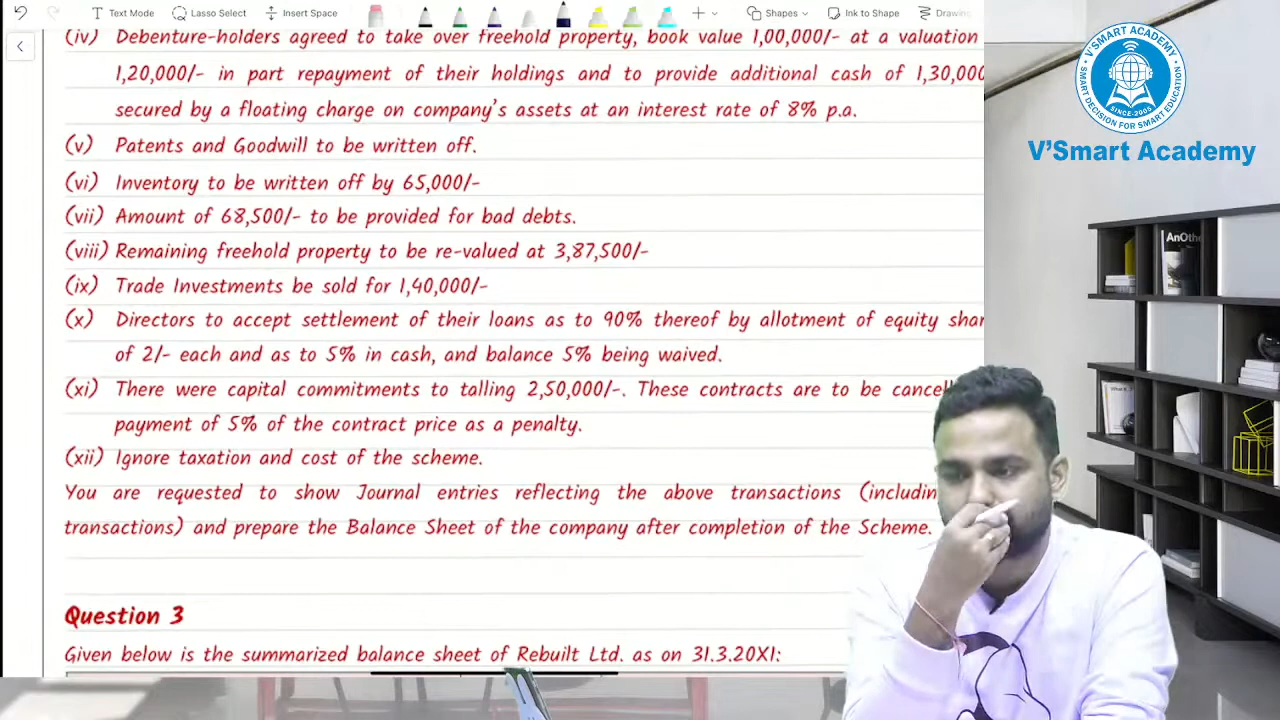 Text Mode
Lasso Select
Insert Space
Shapes
Ink to Shape
Drawing
(iv) Debenture-holders agreed to take over freehold property, book value 1,00,000/- at a valuation
1,20,000/- in part repayment of their holdings and to provide additional cash of 1,30,000
secured by a floating charge on company's assets at an interest rate of 8% p.a.
(v) Patents and Goodwill to be written off.
(vi) Inventory to be written off by 65,000/-
(vii) Amount of 68,500/- to be provided for bad debts.
(viii) Remaining freehold property to be re-valued at 3,87,500/-
(ix) Trade Investments be sold for 1,40,000/-
(x) Directors to accept settlement of their loans as to 90% thereof by allotment of equity shar
of 2/- each and as to 5% in cash, and balance 5% being waived.
(xi) There were capital commitments to talling 2,50,000/-. These contracts are to be cancell
payment of 5% of the contract price as a penalty.
(xii) Ignore taxation and cost of the scheme.
You are requested to show Journal entries reflecting the above transactions (includin
transactions) and prepare the Balance Sheet of the company after completion of the Scheme.
Question 3
Given below is the summarized balance sheet of Rebuilt Ltd. as on 31.3.20X1:
V'SMART ACADEMY
SINCE-2005
SMART DECISION FOR SMART EDUCATION
V'Smart Academy
AnOthe